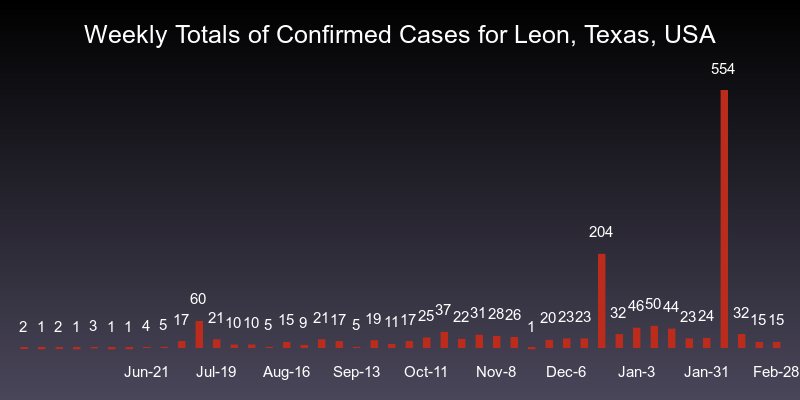 Weekly Totals of Confirmed Cases for Leon, Texas, USA
554
204
60
2 1 2 1 3 1 1 4 5 17 21 10 10 5 15 9 21 17 5 19 11 17 25 37 22 31 28 26 1 20 23 23 32 46 50 44 23 24 32 15 15
Jun-21 Jul-19 Aug-16 Sep-13 Oct-11 Nov-8 Dec-6 Jan-3 Jan-31 Feb-28